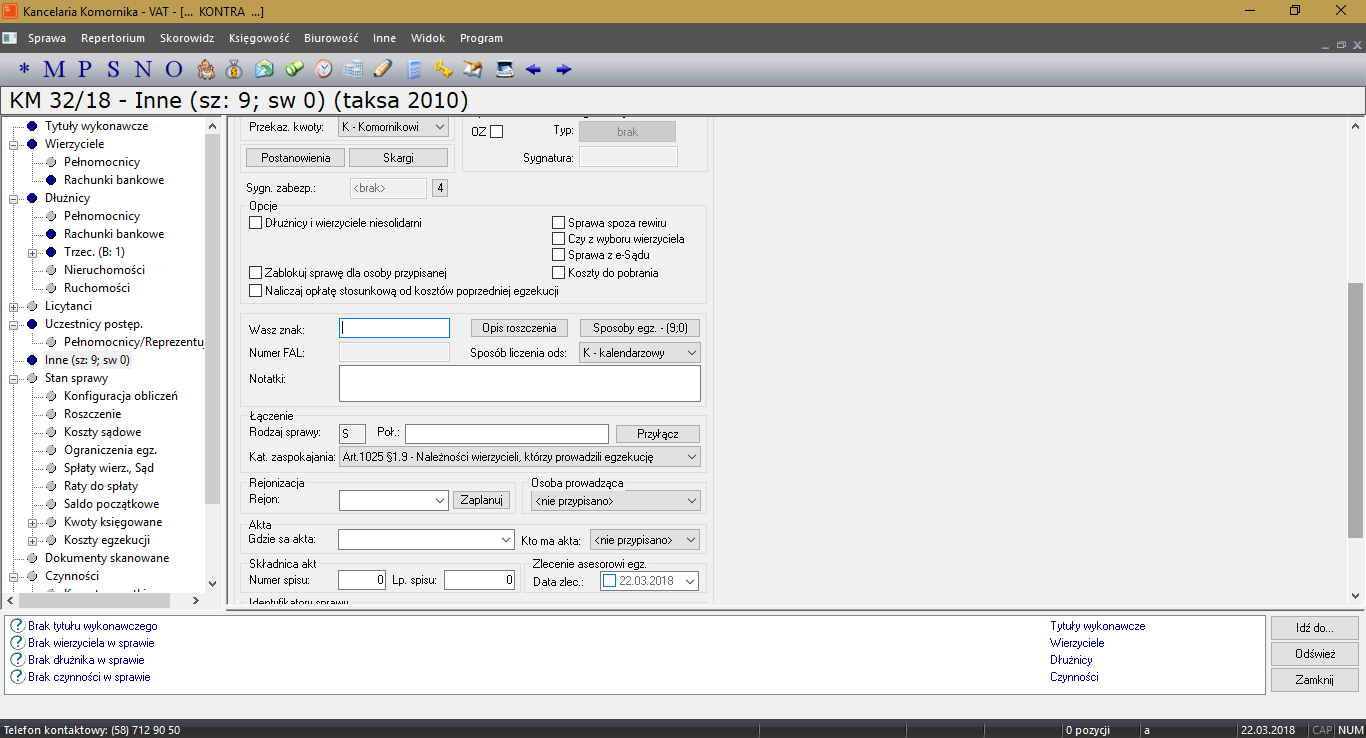 Kancelaria Komornika - VAT - [... KONTRA ...]
Sprawa Repertorium Skorowidz Księgowość Biurowość Inne Widok Program
* M P S N O
KM 32/18 - Inne (sz: 9; sw 0) (taksa 2010)
Tytuły wykonawcze
Wierzyciele
Pełnomocnicy
Rachunki bankowe
Dłużnicy
Pełnomocnicy
Rachunki bankowe
Trzec. (B: 1)
Nieruchomości
Ruchomości
Licytanci
Uczestnicy postęp.
Pełnomocnicy/Reprezentu
Inne (sz: 9; sw 0)
Stan sprawy
Konfiguracja obliczeń
Roszczenie
Koszty sądowe
Ograniczenia egz.
Spłaty wierz., Sąd
Raty do spłaty
Saldo początkowe
Kwoty księgowane
Koszty egzekucji
Dokumenty skanowane
Czynności
Przekaz. kwoty: K - Komornikowi
OZ Typ: brak
Postanowienia Skargi
Sygnatura:
Sygn. zabezp.: <brak> 4
Opcje
Dłużnicy i wierzyciele niesolidarni
Sprawa spoza rewiru
Czy z wyboru wierzyciela
Sprawa z e-Sądu
Zablokuj sprawę dla osoby przypisanej
Koszty do pobrania
Naliczaj opłatę stosunkową od kosztów poprzedniej egzekucji
Wasz znak: Opis roszczenia Sposoby egz. - (9;0)
Numer FAL: Sposób liczenia ods: K - kalendarzowy
Notatki:
Łączenie
Rodzaj sprawy: S Poł.: Przyłącz
Kat. zaspokajania: Art.1025 §1.9 - Należności wierzycieli, którzy prowadzili egzekucję
Rejonizacja
Rejon: Zaplanuj
Osoba prowadząca
<nie przypisano>
Akta
Gdzie sa akta: Kto ma akta: <nie przypisano>
Składnica akt
Numer spisu: 0 Lp. spisu: 0
Zlecenie asesorowi egz.
Data zlec.: 22.03.2018
Identyfikatory sprawy
Brak tytułu wykonawczego Tytuły wykonawcze
Brak wierzyciela w sprawie Wierzyciele
Brak dłużnika w sprawie Dłużnicy
Brak czynności w sprawie Czynności
Idź do...
Odśwież
Zamknij
Telefon kontaktowy: (58) 712 90 50 0 pozycji a 22.03.2018 CAP NUM